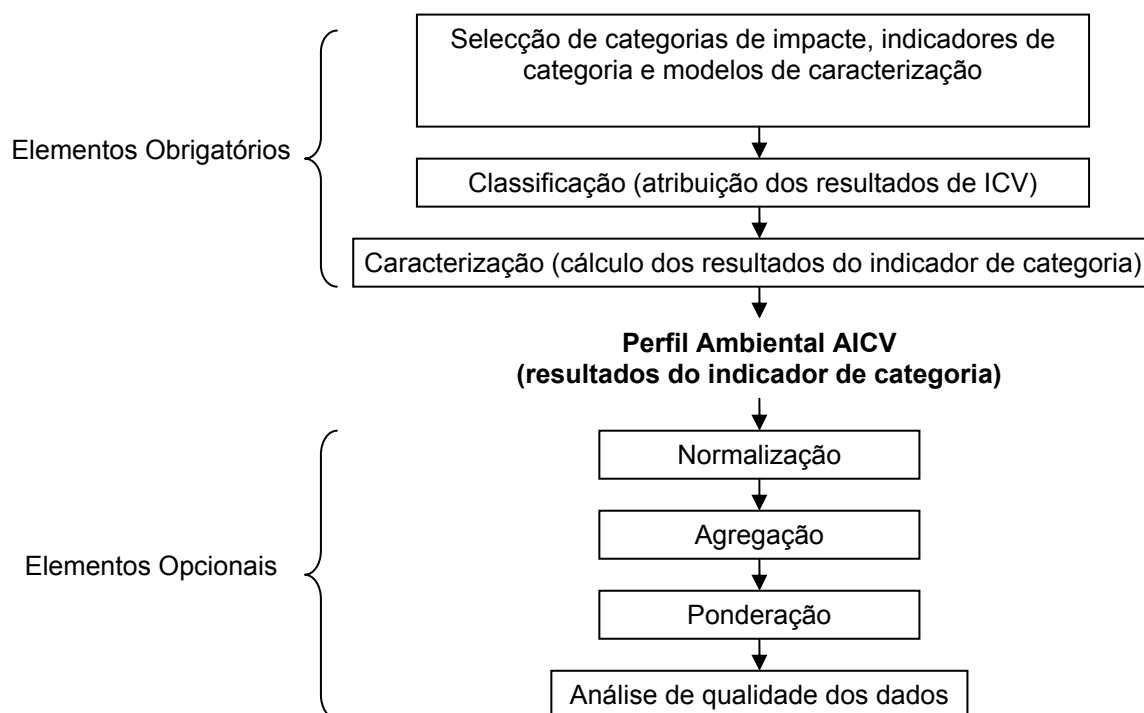 Selecção de categorias de impacte, indicadores de
categoria e modelos de caracterização
Elementos Obrigatórios
Classificação (atribuição dos resultados de ICV)
Caracterização (cálculo dos resultados do indicador de categoria)
Perfil Ambiental AICV
(resultados do indicador de categoria)
Normalização
Agregação
Elementos Opcionais
Ponderação
Análise de qualidade dos dados